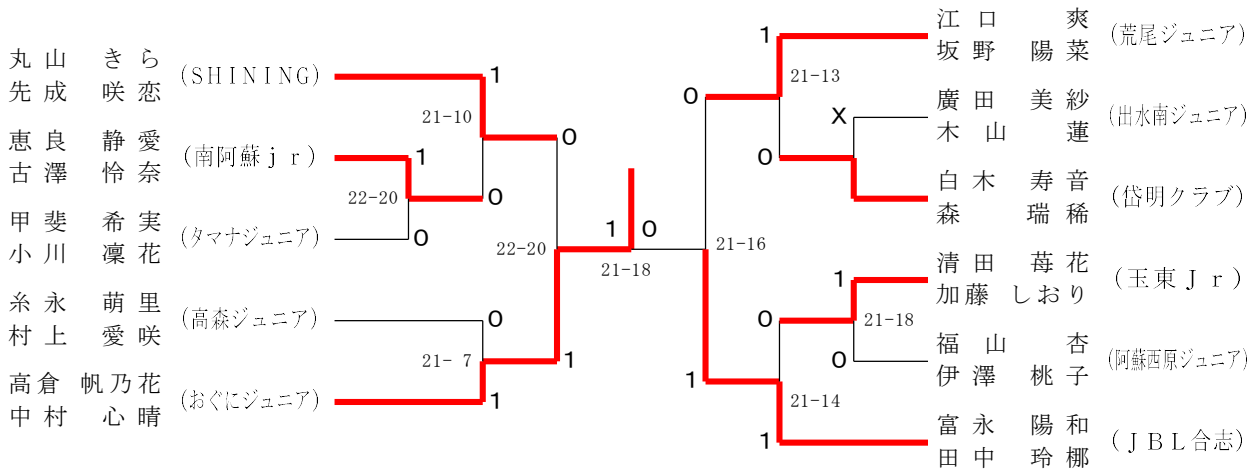 丸山 きら
先成 咲恋
(SHINING)
1
21-10
恵良 静愛
古澤 怜奈
(南阿蘇jr)
1
0
22-20
0
甲斐 希実
小川 凜花
(タマナジュニア)
0
22-20
糸永 萌里
村上 愛咲
(高森ジュニア)
0
21- 7
1
高倉 帆乃花
中村 心晴
(おぐにジュニア)
1
1
0
21-18
江口 爽
坂野 陽菜
(荒尾ジュニア)
1
21-13
0
廣田 美紗
木山 蓮
(出水南ジュニア)
X
0
白木 寿音
森 瑞稀
(岱明クラブ)
21-16
清田 苺花
加藤 しおり
(玉東Jr)
1
0
21-18
福山 杏
伊澤 桃子
(阿蘇西原ジュニア)
0
1
21-14
富永 陽和
田中 玲梛
(JBL合志)
1